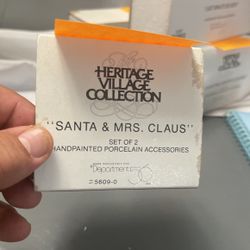 HERITAGE
VILLAGE
COLLECTION
"SANTA & MRS. CLAUS"
SET OF 2
HANDPAINTED PORCELAIN ACCESSORIES
Department 56
#5609-0